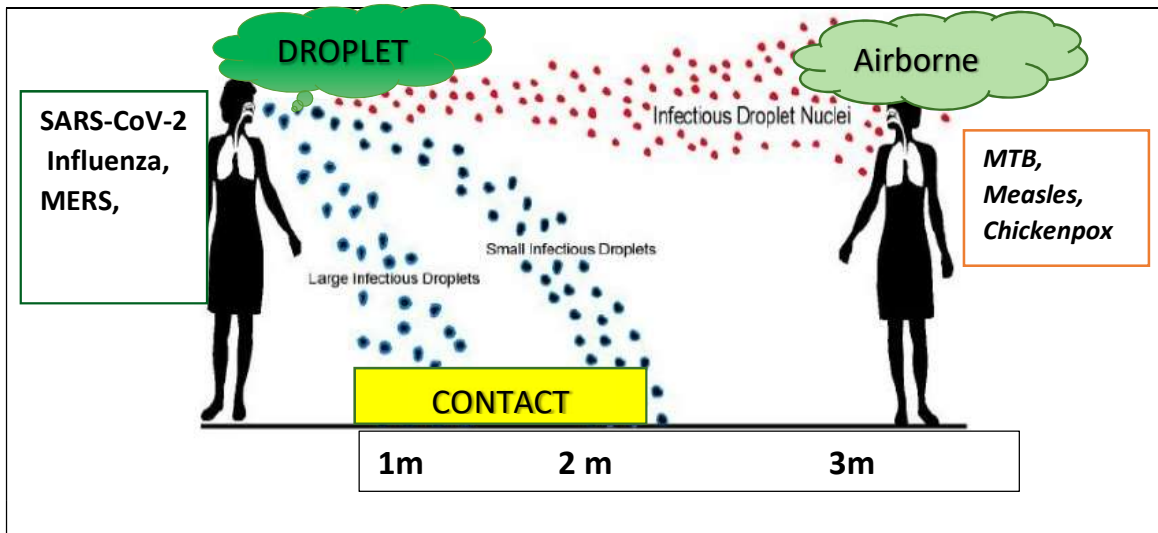 DROPLET
Airborne
SARS-CoV-2
Influenza,
MERS,
Infectious Droplet Nuclei
MTB,
Measles,
Chickenpox
Small Infectious Droplets
Large Infectious Droplets
CONTACT
1m 2 m 3m